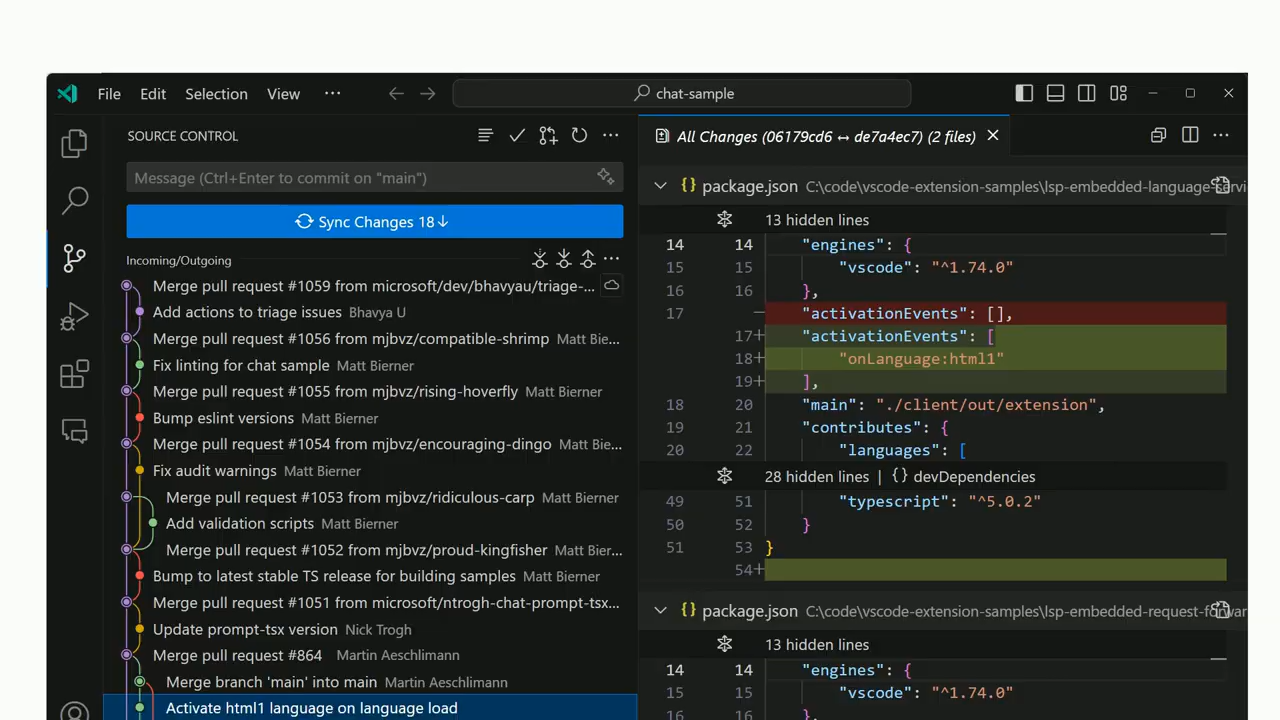 File Edit Selection View ··· chat-sample
SOURCE CONTROL
Message (Ctrl+Enter to commit on "main")
Sync Changes 18↓
Incoming/Outgoing
Merge pull request #1059 from microsoft/dev/bhavyau/triage-...
Add actions to triage issues Bhavya U
Merge pull request #1056 from mjbvz/compatible-shrimp Matt Bie...
Fix linting for chat sample Matt Bierner
Merge pull request #1055 from mjbvz/rising-hoverfly Matt Bierner
Bump eslint versions Matt Bierner
Merge pull request #1054 from mjbvz/encouraging-dingo Matt Bie...
Fix audit warnings Matt Bierner
Merge pull request #1053 from mjbvz/ridiculous-carp Matt Bierner
Add validation scripts Matt Bierner
Merge pull request #1052 from mjbvz/proud-kingfisher Matt Bier...
Bump to latest stable TS release for building samples Matt Bierner
Merge pull request #1051 from microsoft/ntrogh-chat-prompt-tsx...
Update prompt-tsx version Nick Trogh
Merge pull request #864 Martin Aeschlimann
Merge branch 'main' into main Martin Aeschlimann
Activate html1 language on language load
All Changes (06179cd6 ↔ de7a4ec7) (2 files)
{} package.json C:\code\vscode-extension-samples\lsp-embedded-language-servi
13 hidden lines
14 14 "engines": {
15 15 "vscode": "^1.74.0"
16 16 },
17 — "activationEvents": [],
17+ "activationEvents": [
18+ "onLanguage:html1"
19+ ],
18 20 "main": "./client/out/extension",
19 21 "contributes": {
20 22 "languages": [
28 hidden lines | {} devDependencies
49 51 "typescript": "^5.0.2"
50 52 }
51 53 }
54+
{} package.json C:\code\vscode-extension-samples\lsp-embedded-request-forwar
13 hidden lines
14 14 "engines": {
15 15 "vscode": "^1.74.0"
16 16 },